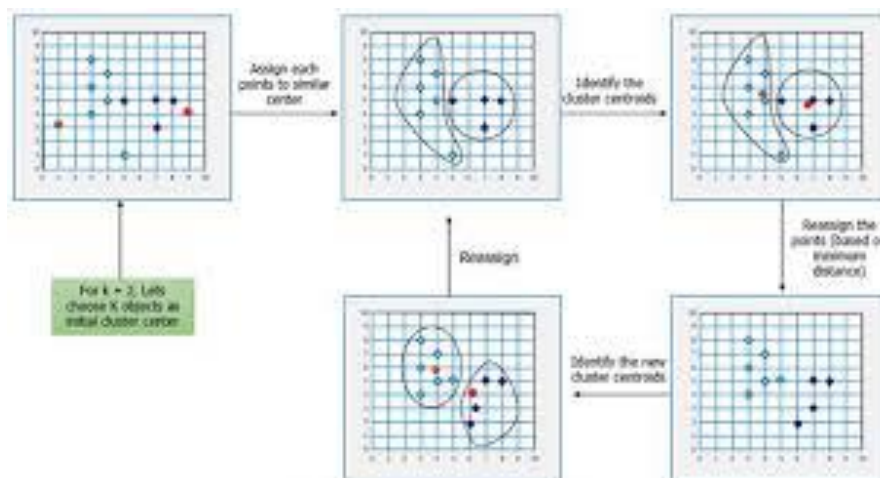 Assign each
points to similar
center
Identify the
cluster centroids
Reassign the
points (based o
minimum
distance)
Reassign
For k = 2, Lets
choose K objects as
initial cluster center
Identify the new
cluster centroids